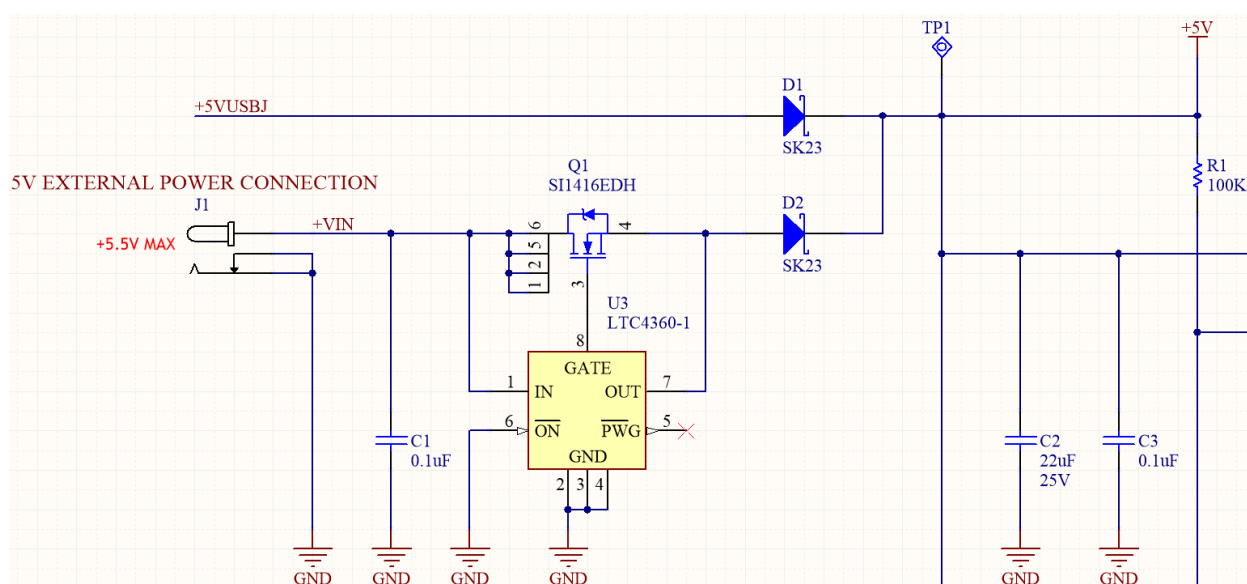 TP1
+5V
D1
+5VUSBJ
SK23
Q1
SI1416EDH
R1
100K
5V EXTERNAL POWER CONNECTION
J1
D2
+VIN
+5.5V MAX
6
5
2
1
4
SK23
3
U3
LTC4360-1
8
GATE
1
IN
OUT
7
6
ON
PWG
5
C1
0.1uF
GND
2
3
4
C2
22uF
25V
C3
0.1uF
GND
GND
GND
GND
GND
GND